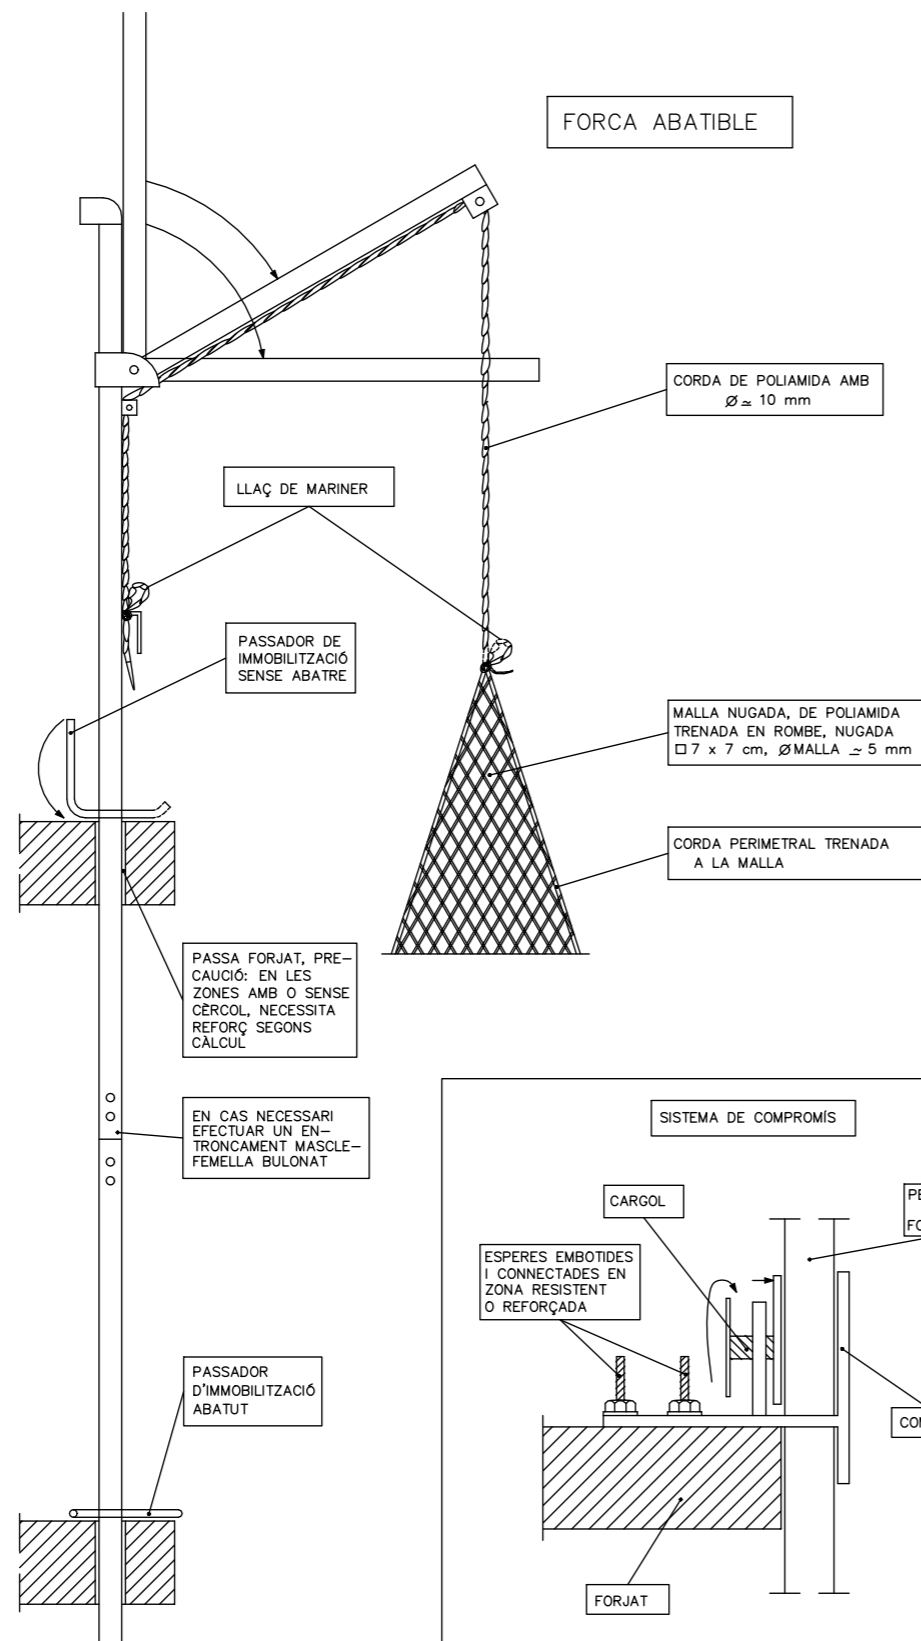 FORCA ABATIBLE
CORDA DE POLIAMIDA AMB
Ø ≃ 10 mm
LLAÇ DE MARINER
PASSADOR DE
IMMOBILITZACIÓ
SENSE ABATRE
MALLA NUGADA, DE POLIAMIDA
TRENADA EN ROMBE, NUGADA
□ 7 x 7 cm, Ø MALLA ≃ 5 mm
CORDA PERIMETRAL TRENADA
A LA MALLA
PASSA FORJAT, PRE-
CAUCIÓ: EN LES
ZONES AMB O SENSE
CÈRCOL, NECESSITA
REFORÇ SEGONS
CÀLCUL
EN CAS NECESSARI
EFECTUAR UN EN-
TRONCAMENT MASCLE-
FEMELLA BULONAT
SISTEMA DE COMPROMÍS
CARGOL
ESPERES EMBOTIDES
I CONNECTADES EN
ZONA RESISTENT
O REFORÇADA
PASSADOR
D'IMMOBILITZACIÓ
ABATUT
FORJAT